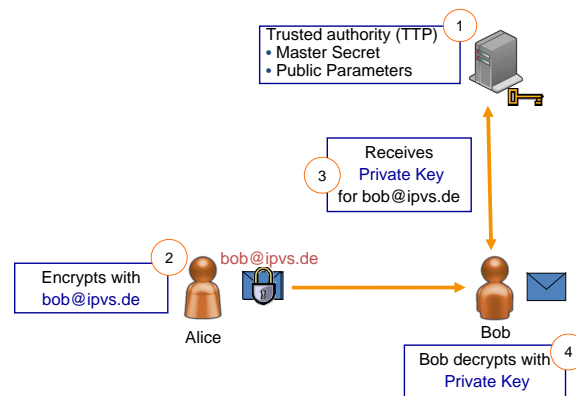 Trusted authority (TTP)
• Master Secret
• Public Parameters
1
Receives
Private Key
for bob@ipvs.de
3
2
bob@ipvs.de
Encrypts with
bob@ipvs.de
Alice
Bob
Bob decrypts with
Private Key
4